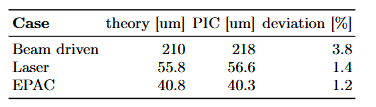 Case theory [um] PIC [um] deviation [%]
Beam driven 210 218 3.8
Laser 55.8 56.6 1.4
EPAC 40.8 40.3 1.2